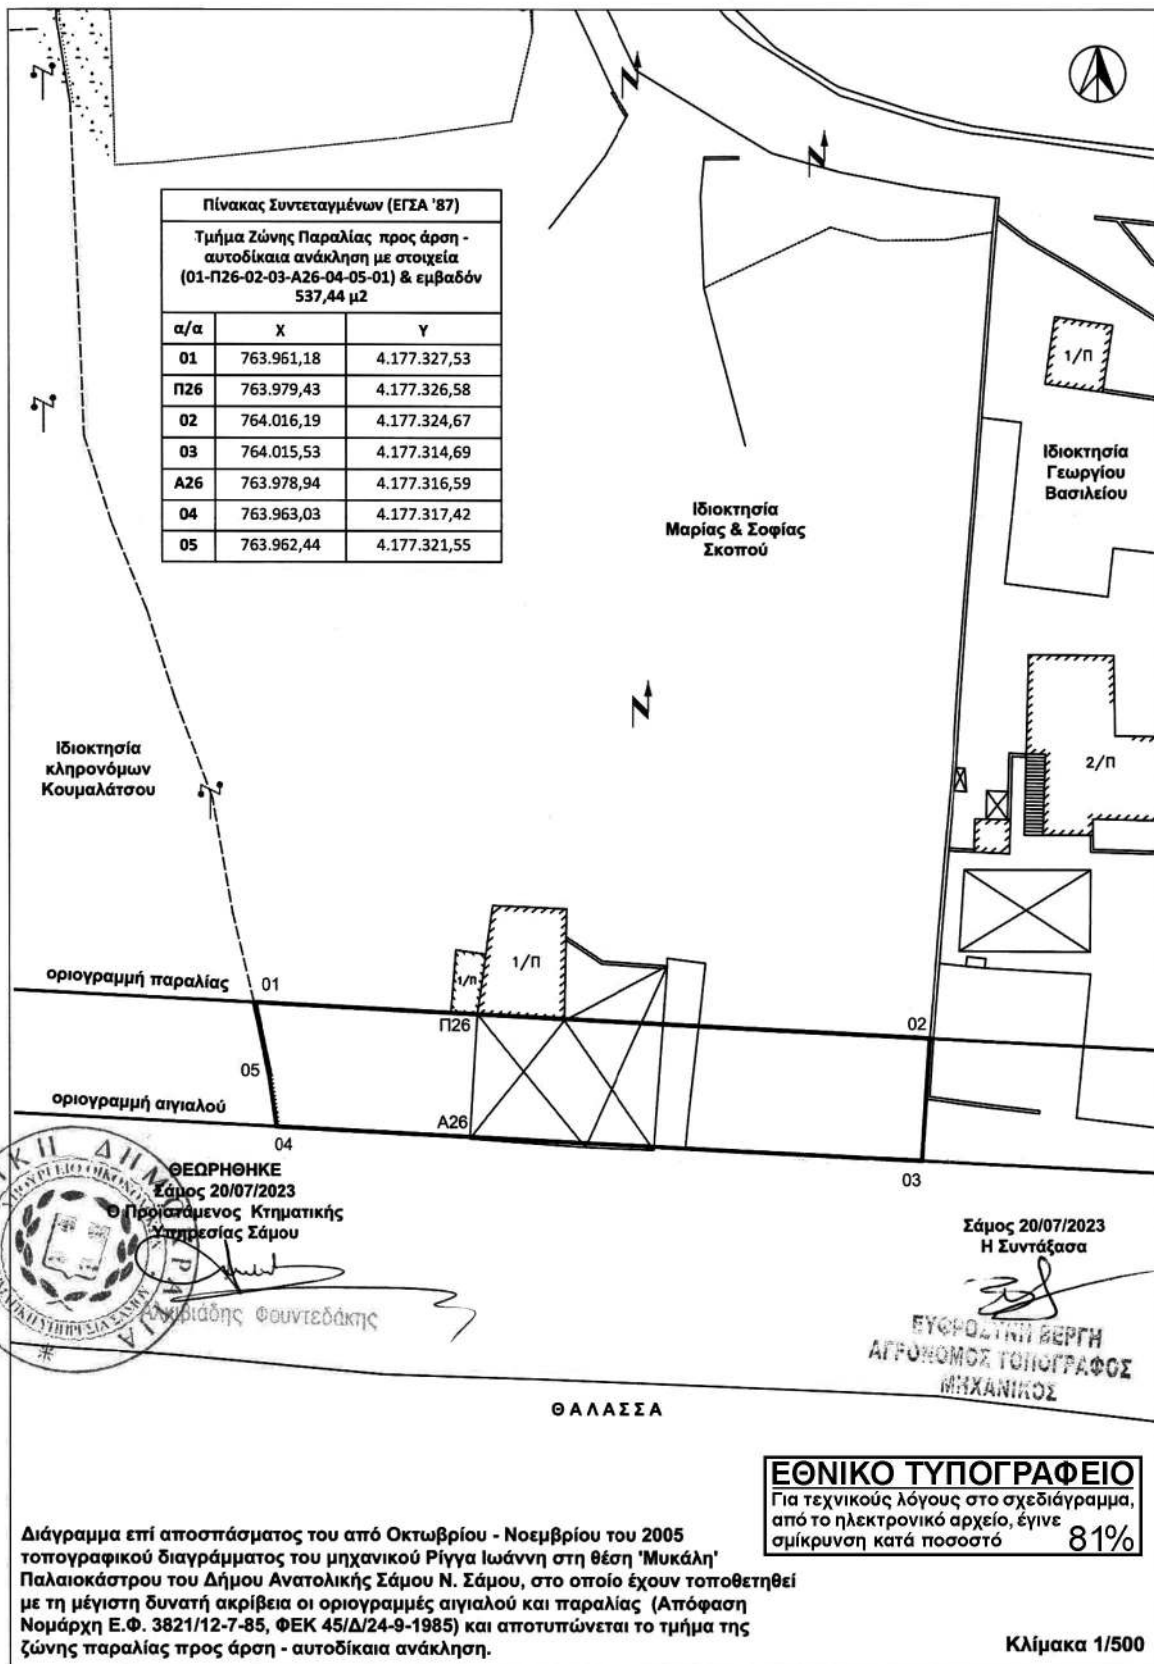 Πίνακας Συντεταγμένων (ΕΓΣΑ '87)
Τμήμα Ζώνης Παραλίας προς άρση -
αυτοδίκαια ανάκληση με στοιχεία
(01-Π26-02-03-Α26-04-05-01) & εμβαδόν
537,44 μ2
α/α Χ Υ
01 763.961,18 4.177.327,53
Π26 763.979,43 4.177.326,58
02 764.016,19 4.177.324,67
03 764.015,53 4.177.314,69
Α26 763.978,94 4.177.316,59
04 763.963,03 4.177.317,42
05 763.962,44 4.177.321,55
1/Π
Ιδιοκτησία
Γεωργίου
Βασιλείου
Ιδιοκτησία
Μαρίας & Σοφίας
Σκοπού
Ιδιοκτησία
κληρονόμων
Κουμαλάτσου
2/Π
1/Π
1/Π
οριογραμμή παραλίας
01
Π26
02
05
οριογραμμή αιγιαλού
Α26
04
03
ΘΕΩΡΗΘΗΚΕ
Σάμος 20/07/2023
Ο Προϊστάμενος Κτηματικής
Υπηρεσίας Σάμου
Αλκιβιάδης Φουντεδάκης
Σάμος 20/07/2023
Η Συντάξασα
ΕΥΦΡΟΣΥΝΗ ΒΕΡΓΗ
ΑΓΡΟΝΟΜΟΣ ΤΟΠΟΓΡΑΦΟΣ
ΜΗΧΑΝΙΚΟΣ
ΘΑΛΑΣΣΑ
ΕΘΝΙΚΟ ΤΥΠΟΓΡΑΦΕΙΟ
Για τεχνικούς λόγους στο σχεδιάγραμμα,
από το ηλεκτρονικό αρχείο, έγινε
σμίκρυνση κατά ποσοστό 81%
Διάγραμμα επί αποσπάσματος του από Οκτωβρίου - Νοεμβρίου του 2005
τοπογραφικού διαγράμματος του μηχανικού Ρίγγα Ιωάννη στη θέση 'Μυκάλη'
Παλαιοκάστρου του Δήμου Ανατολικής Σάμου Ν. Σάμου, στο οποίο έχουν τοποθετηθεί
με τη μέγιστη δυνατή ακρίβεια οι οριογραμμές αιγιαλού και παραλίας (Απόφαση
Νομάρχη Ε.Φ. 3821/12-7-85, ΦΕΚ 45/Δ/24-9-1985) και αποτυπώνεται το τμήμα της
ζώνης παραλίας προς άρση - αυτοδίκαια ανάκληση.
Κλίμακα 1/500